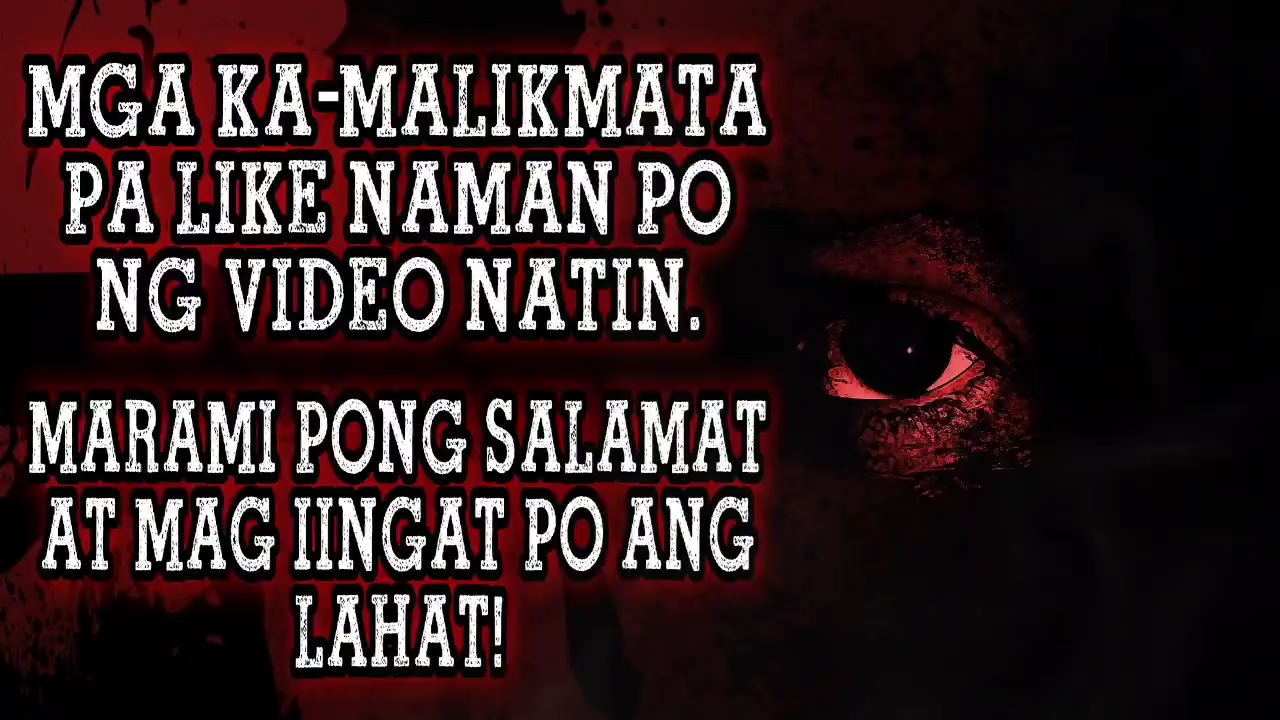 MGA KA-MALIKMATA
PA LIKE NAMAN PO
NG VIDEO NATIN.
MARAMI PONG SALAMAT
AT MAG IINGAT PO ANG
LAHAT!